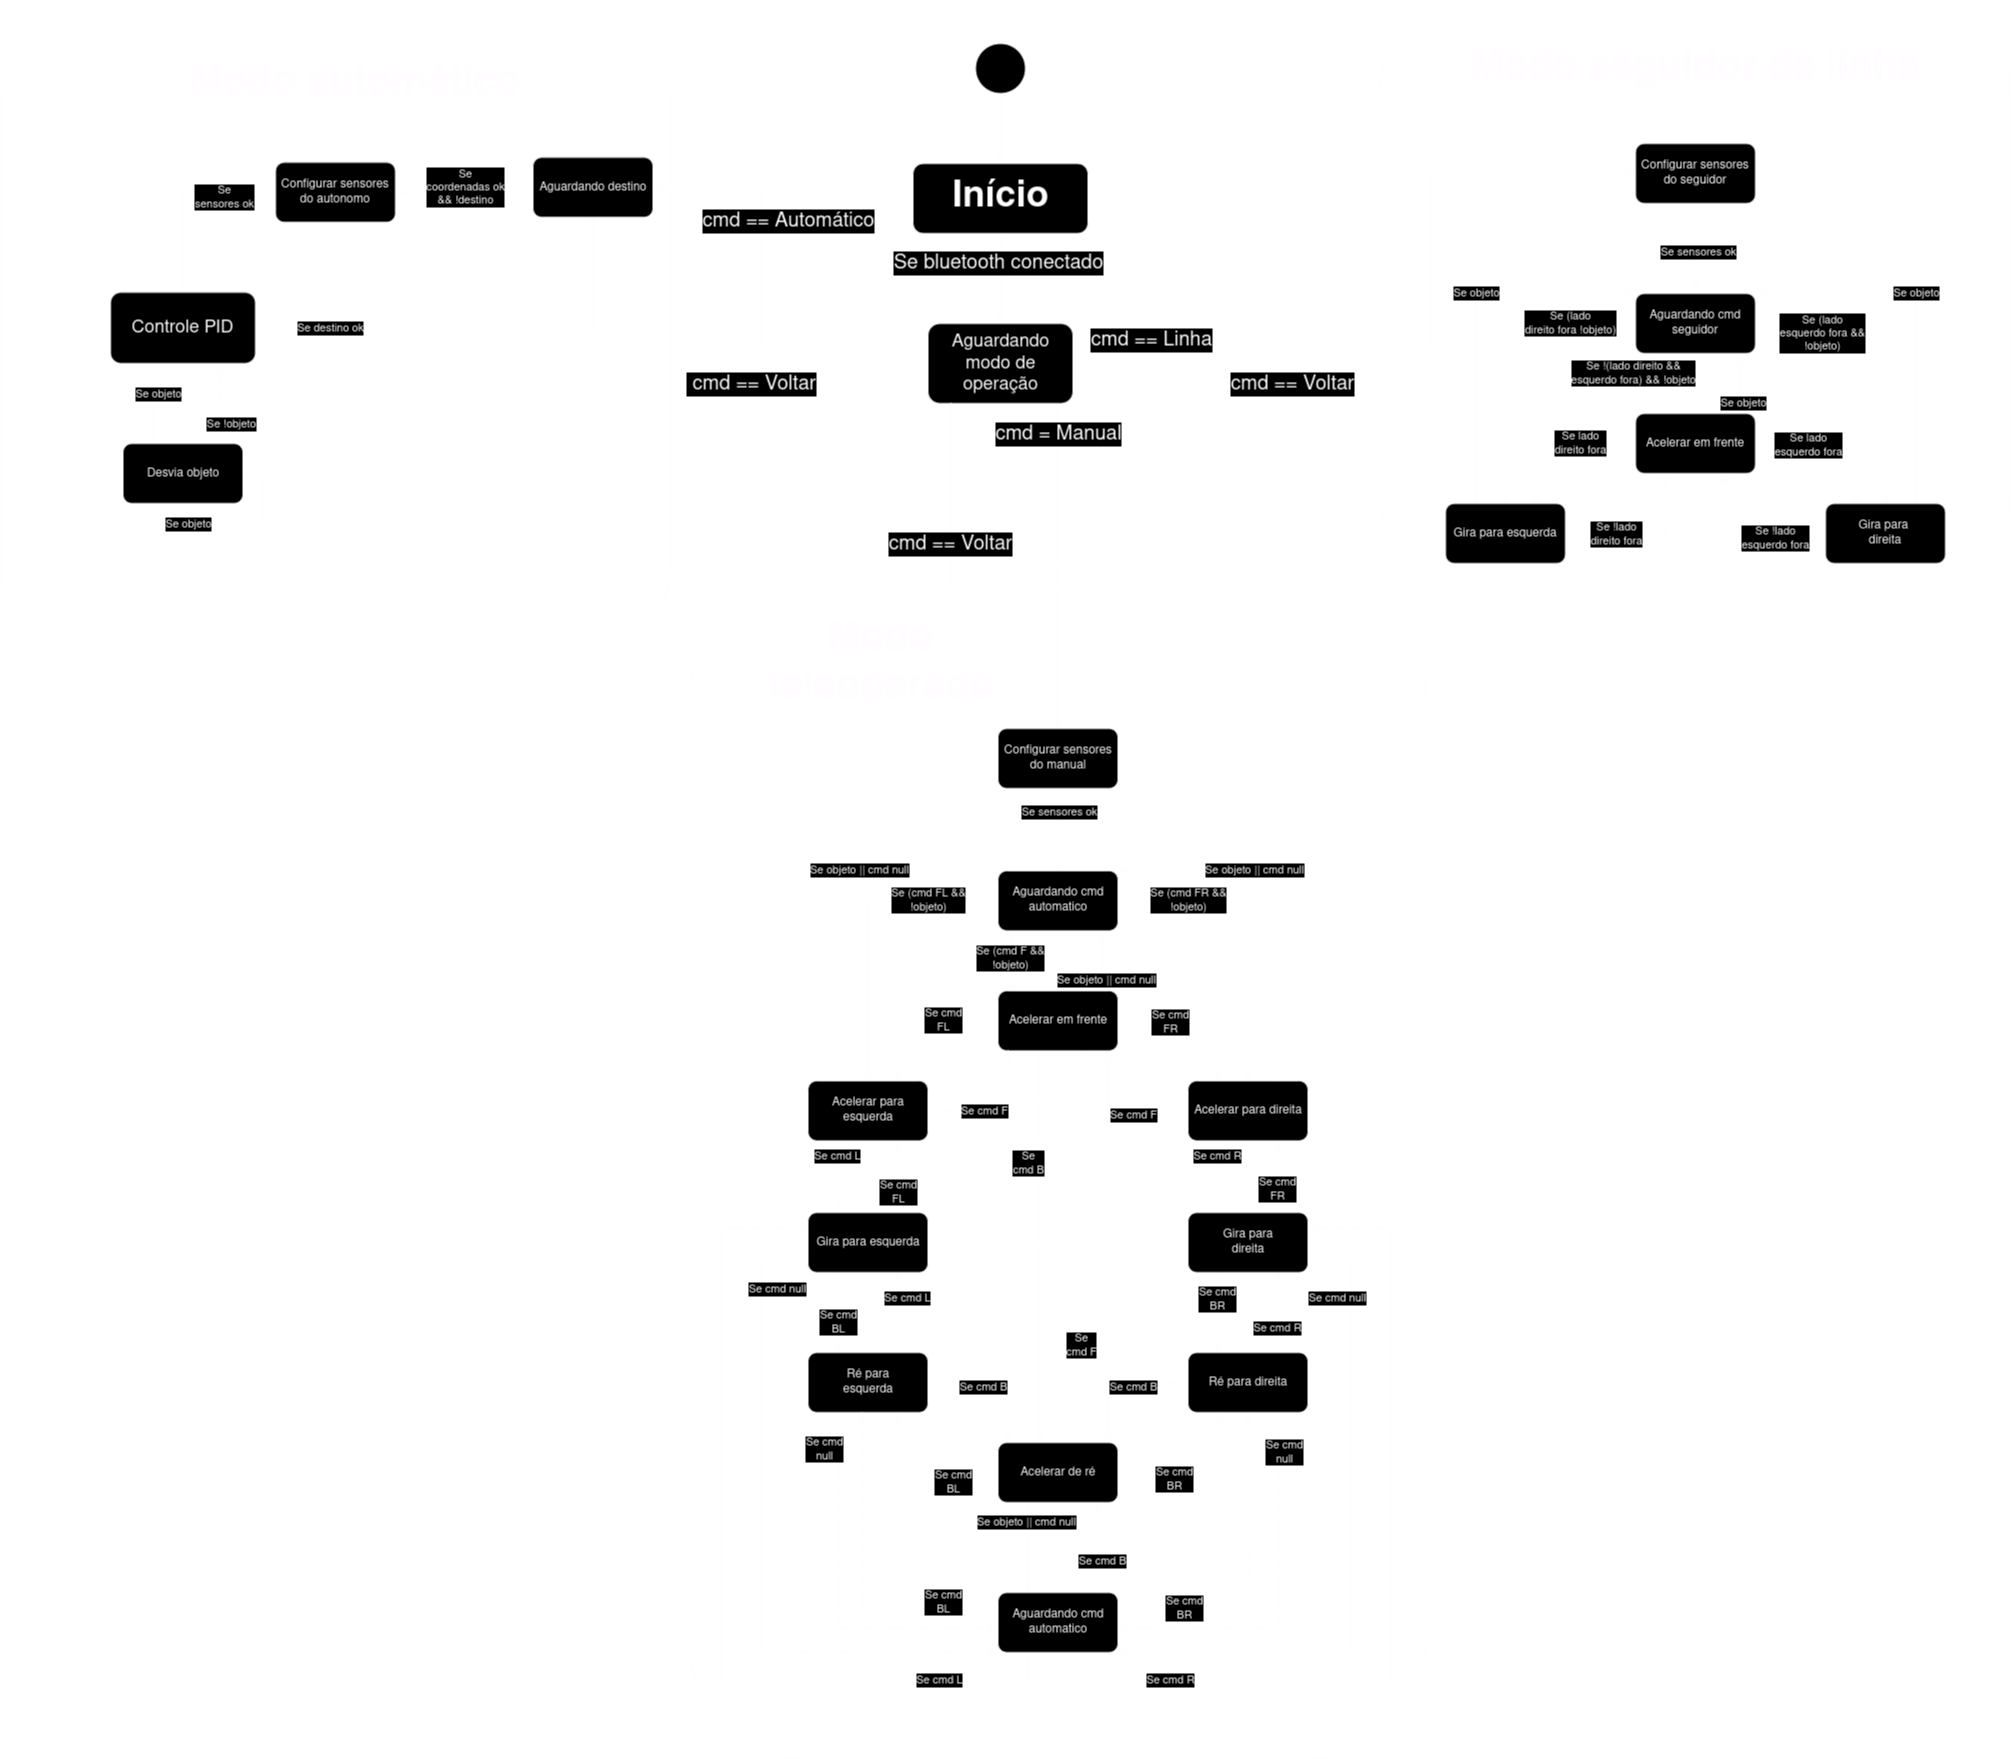 Início
Se bluetooth conectado
Aguardando
modo de
operação
cmd == Automático
cmd == Voltar
cmd == Linha
cmd == Voltar
cmd = Manual
cmd == Voltar
Aguardando destino
Se
coordenadas ok
&& !destino
Configurar sensores
do autonomo
Se
sensores ok
Controle PID
Se destino ok
Se objeto
Se !objeto
Desvia objeto
Se objeto
Configurar sensores
do seguidor
Se sensores ok
Se objeto
Se objeto
Se (lado
direito fora !objeto)
Aguardando cmd
seguidor
Se (lado
esquerdo fora &&
!objeto)
Se !(lado direito &&
esquerdo fora) && !objeto
Se objeto
Se lado
direito fora
Acelerar em frente
Se lado
esquerdo fora
Gira para esquerda
Se !lado
direito fora
Se !lado
esquerdo fora
Gira para
direita
Configurar sensores
do manual
Se sensores ok
Se objeto || cmd null
Se objeto || cmd null
Se (cmd FL &&
!objeto)
Aguardando cmd
automatico
Se (cmd FR &&
!objeto)
Se (cmd F &&
!objeto)
Se objeto || cmd null
Se cmd
FL
Acelerar em frente
Se cmd
FR
Acelerar para
esquerda
Se cmd F
Se cmd F
Acelerar para direita
Se cmd L
Se
cmd B
Se cmd R
Se cmd
FL
Se cmd
FR
Gira para esquerda
Gira para
direita
Se cmd null
Se cmd L
Se cmd
BR
Se cmd null
Se cmd
BL
Se cmd R
Se
cmd F
Ré para
esquerda
Se cmd B
Se cmd B
Ré para direita
Se cmd
null
Se cmd
null
Se cmd
BL
Acelerar de ré
Se cmd
BR
Se objeto || cmd null
Se cmd B
Se cmd
BL
Aguardando cmd
automatico
Se cmd
BR
Se cmd L
Se cmd R